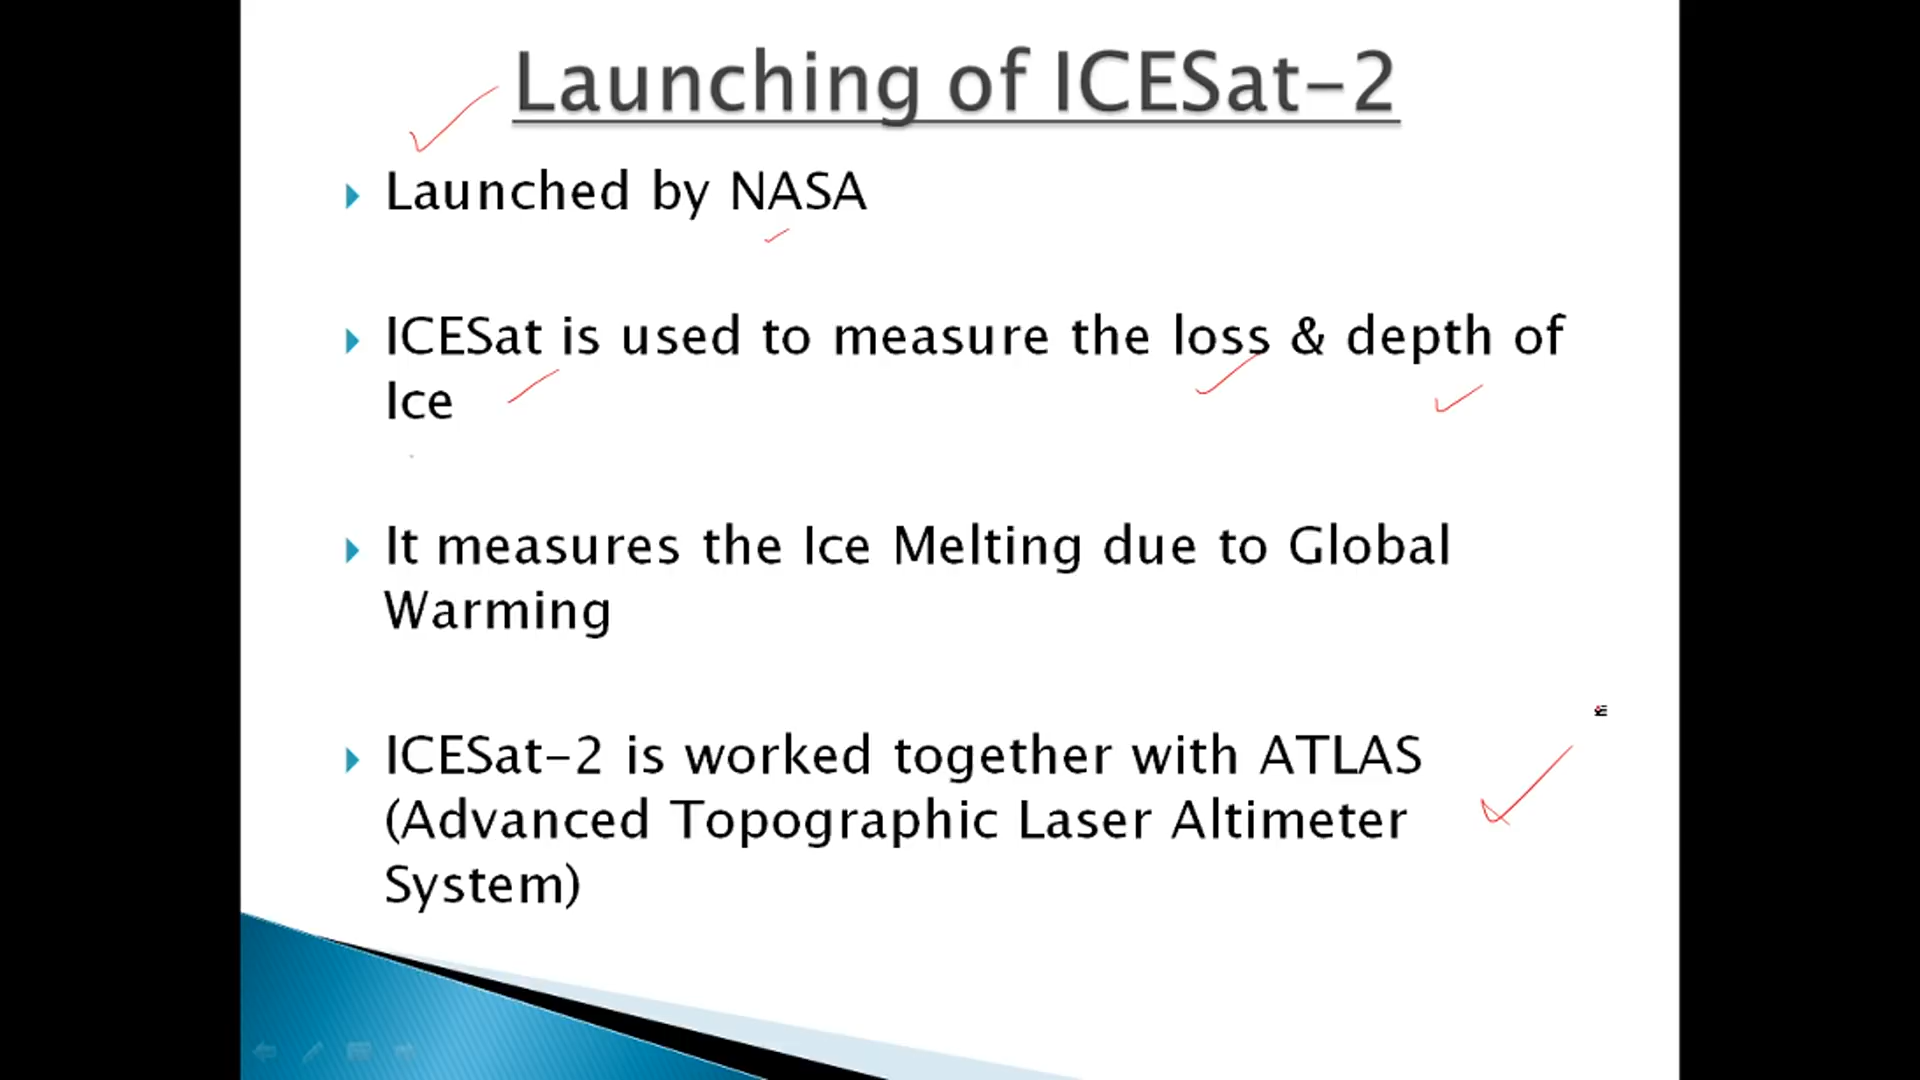 Launching of ICESat-2
Launched by NASA
ICESat is used to measure the loss & depth of
Ice
It measures the Ice Melting due to Global
Warming
ICESat-2 is worked together with ATLAS
(Advanced Topographic Laser Altimeter
System)